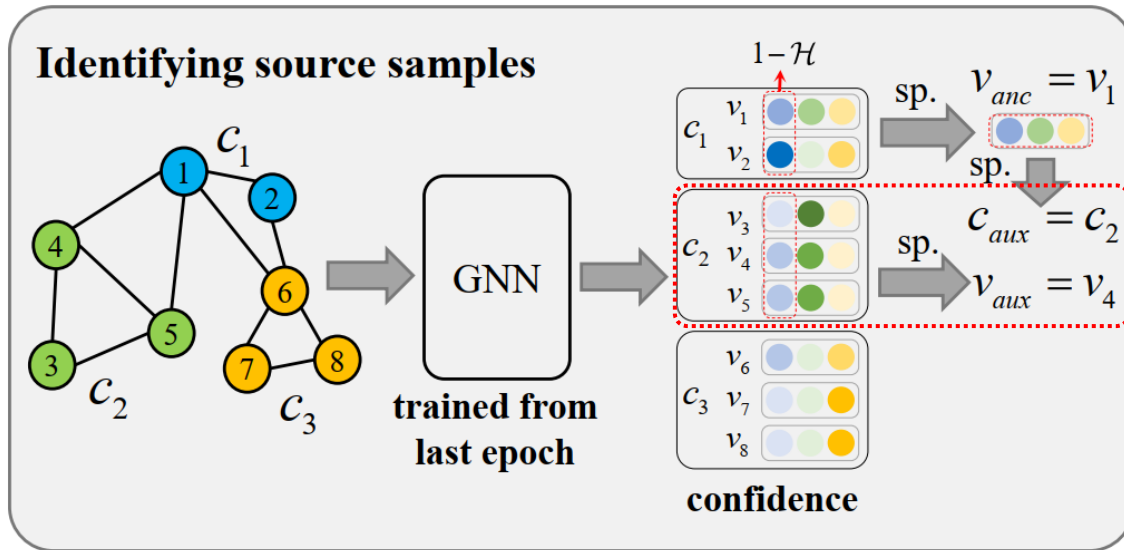 Identifying source samples
c₁
1
2
4
6
5
3
7
8
c₂
c₃
GNN
trained from
last epoch
1-ℋ
c₁
v₁
v₂
c₂
v₃
v₄
v₅
c₃
v₆
v₇
v₈
confidence
sp.
v_anc = v₁
sp.
c_aux = c₂
sp.
v_aux = v₄